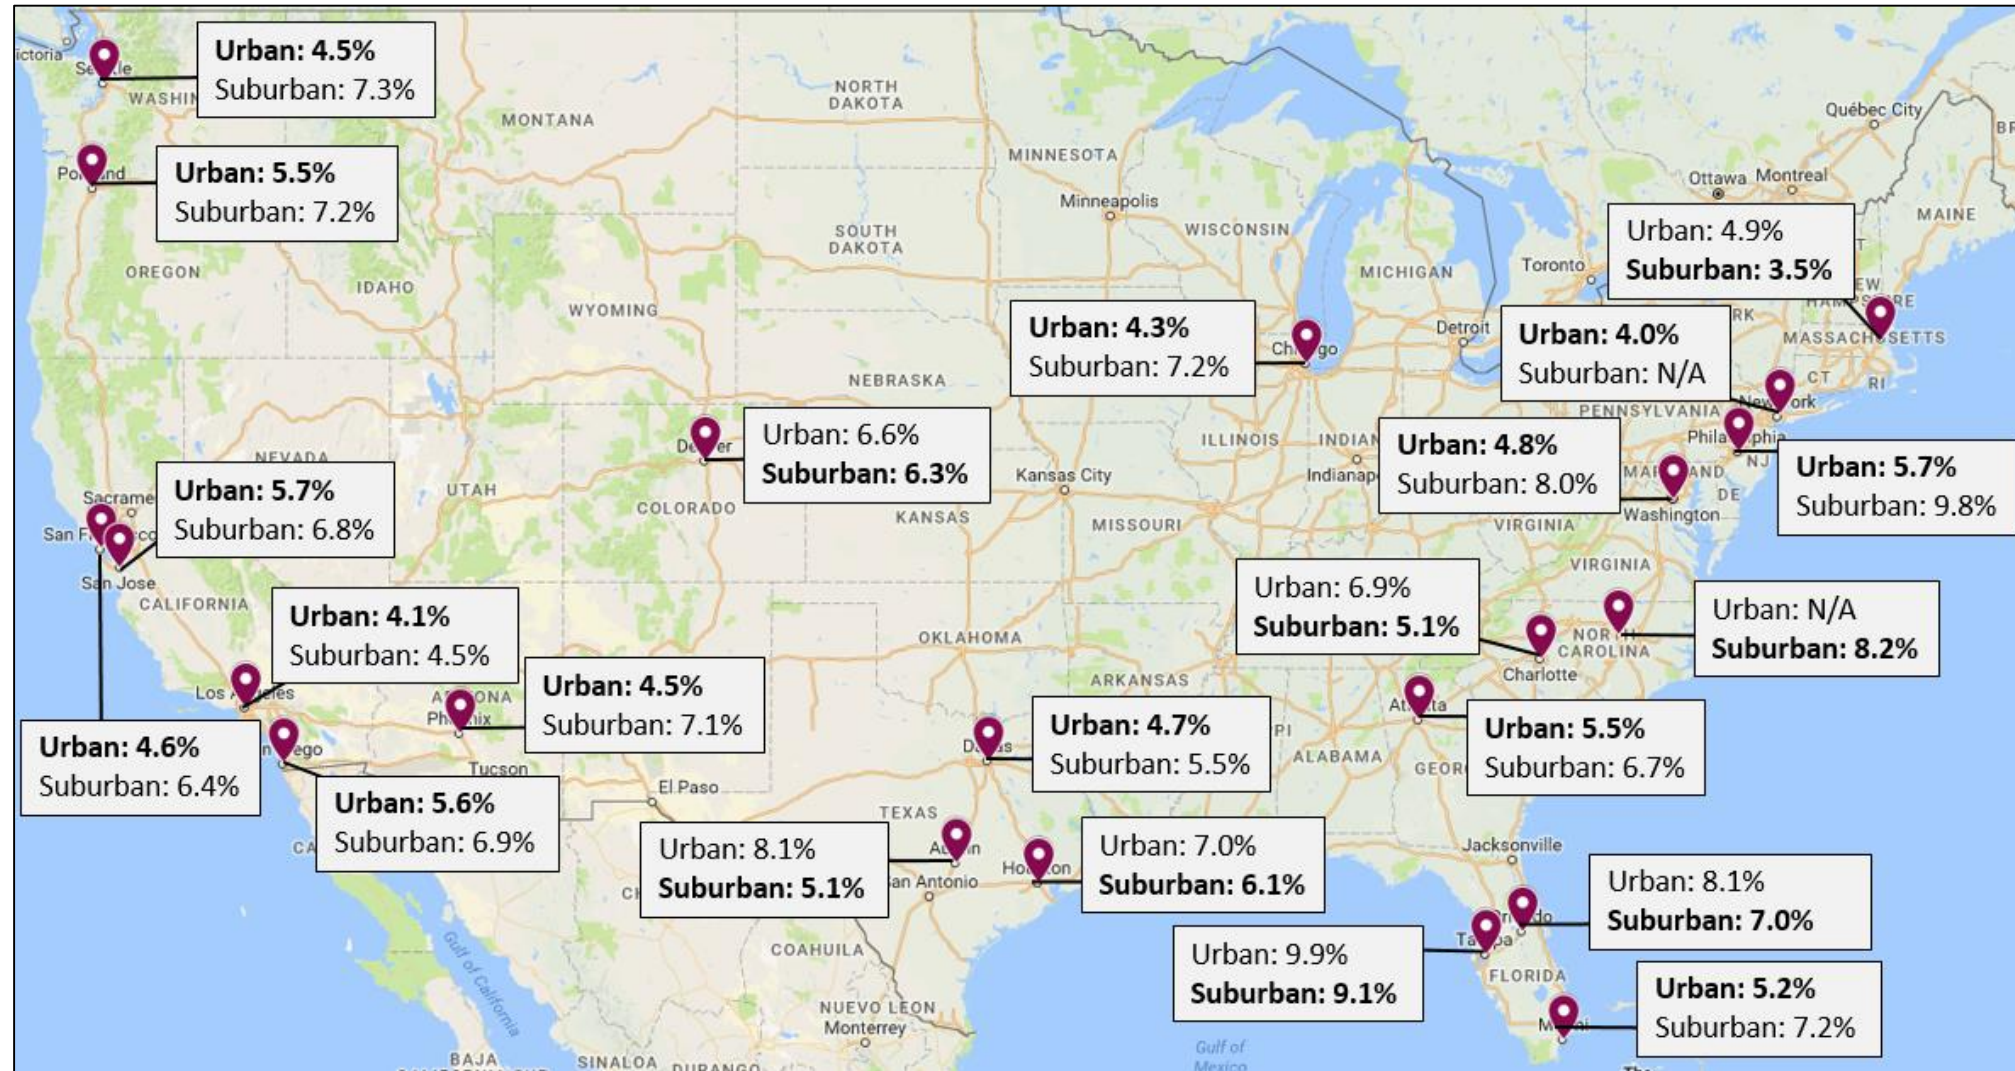 Urban: 4.5%
Suburban: 7.3%
NORTH
DAKOTA
MONTANA
Québec City
MINNESOTA
Urban: 5.5%
Suburban: 7.2%
Ottawa
Montreal
Minneapolis
WISCONSIN
MAINE
SOUTH
DAKOTA
Urban: 4.9%
Suburban: 3.5%
OREGON
IDAHO
MICHIGAN
Toronto
WYOMING
Urban: 4.3%
Suburban: 7.2%
Detroit
Urban: 4.0%
Suburban: N/A
MASSACHUSETTS
NEBRASKA
CT
RI
PENNSYLVANIA
Urban: 6.6%
Suburban: 6.3%
ILLINOIS
Urban: 4.8%
Suburban: 8.0%
NJ
NEVADA
Urban: 5.7%
Suburban: 6.8%
UTAH
Kansas City
Urban: 5.7%
Suburban: 9.8%
DE
COLORADO
KANSAS
MISSOURI
Washington
VIRGINIA
San Jose
CALIFORNIA
VIRGINIA
Urban: 4.1%
Suburban: 4.5%
Urban: 6.9%
Suburban: 5.1%
Urban: N/A
Suburban: 8.2%
OKLAHOMA
CAROLINA
Charlotte
Urban: 4.5%
Suburban: 7.1%
ARKANSAS
Urban: 4.7%
Suburban: 5.5%
Urban: 5.5%
Suburban: 6.7%
ALABAMA
Urban: 4.6%
Suburban: 6.4%
Tucson
El Paso
Urban: 5.6%
Suburban: 6.9%
TEXAS
Urban: 8.1%
Suburban: 5.1%
Urban: 7.0%
Suburban: 6.1%
Jacksonville
San Antonio
Urban: 8.1%
Suburban: 7.0%
COAHUILA
Urban: 9.9%
Suburban: 9.1%
FLORIDA
Gulf of California
Urban: 5.2%
Suburban: 7.2%
NUEVO LEON
Monterrey
Gulf of
Mexico
BAJA
SINALOA
DURANGO